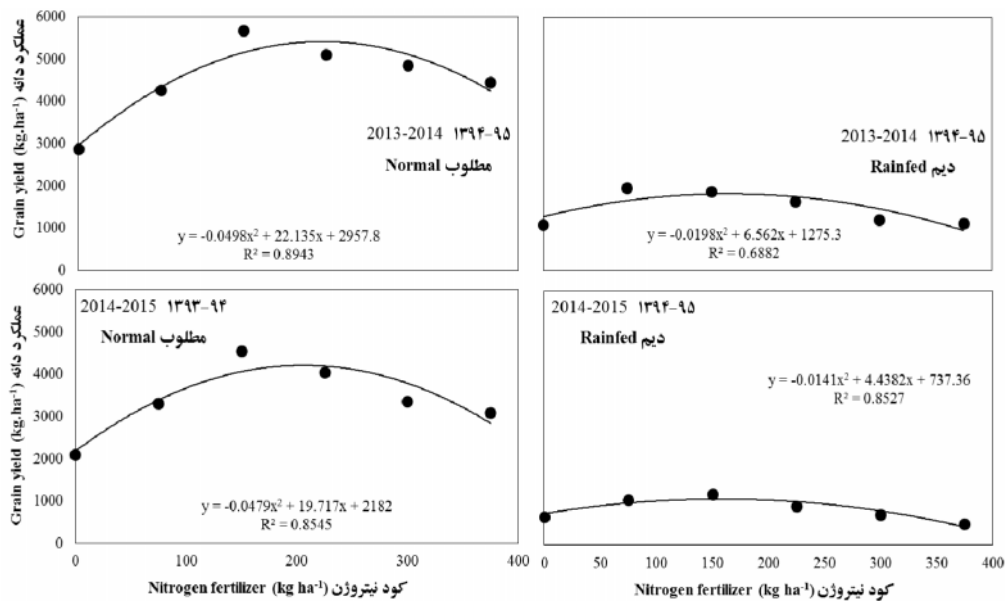 6000
5000
4000
3000
2000
1000
0
عملکرد دانه Grain yield (kg.ha⁻¹)
2013-2014 ۱۳۹۴-۹۵
Normal مطلوب
y = -0.0498x² + 22.135x + 2957.8
R² = 0.8943
2013-2014 ۱۳۹۴-۹۵
Rainfed دیم
y = -0.0198x² + 6.562x + 1275.3
R² = 0.6882
6000
5000
4000
3000
2000
1000
0
عملکرد دانه Grain yield (kg.ha⁻¹)
2014-2015 ۱۳۹۳-۹۴
Normal مطلوب
y = -0.0479x² + 19.717x + 2182
R² = 0.8545
0 100 200 300 400
Nitrogen fertilizer (kg ha⁻¹) کود نیتروژن
2014-2015 ۱۳۹۴-۹۵
Rainfed دیم
y = -0.0141x² + 4.4382x + 737.36
R² = 0.8527
0 50 100 150 200 250 300 350 400
Nitrogen fertilizer (kg ha⁻¹) کود نیتروژن